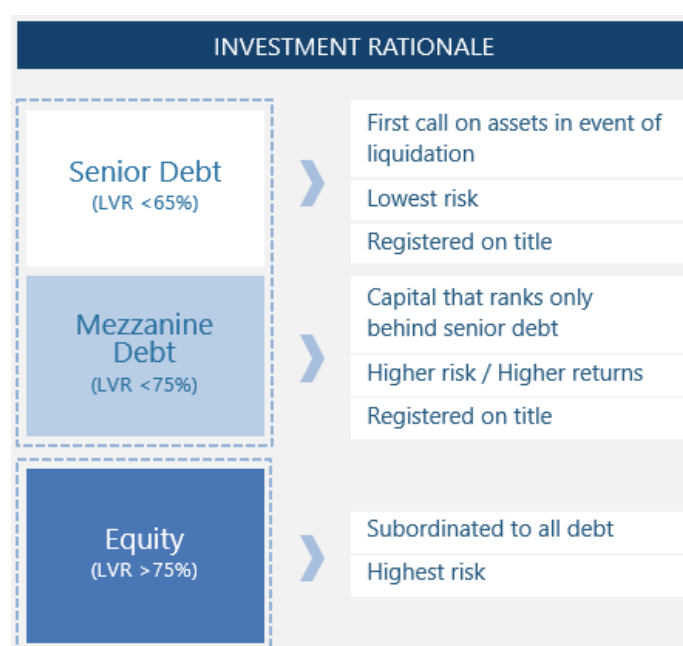 INVESTMENT RATIONALE
Senior Debt
(LVR <65%)
First call on assets in event of
liquidation
Lowest risk
Registered on title
Mezzanine
Debt
(LVR <75%)
Capital that ranks only
behind senior debt
Higher risk / Higher returns
Registered on title
Equity
(LVR >75%)
Subordinated to all debt
Highest risk